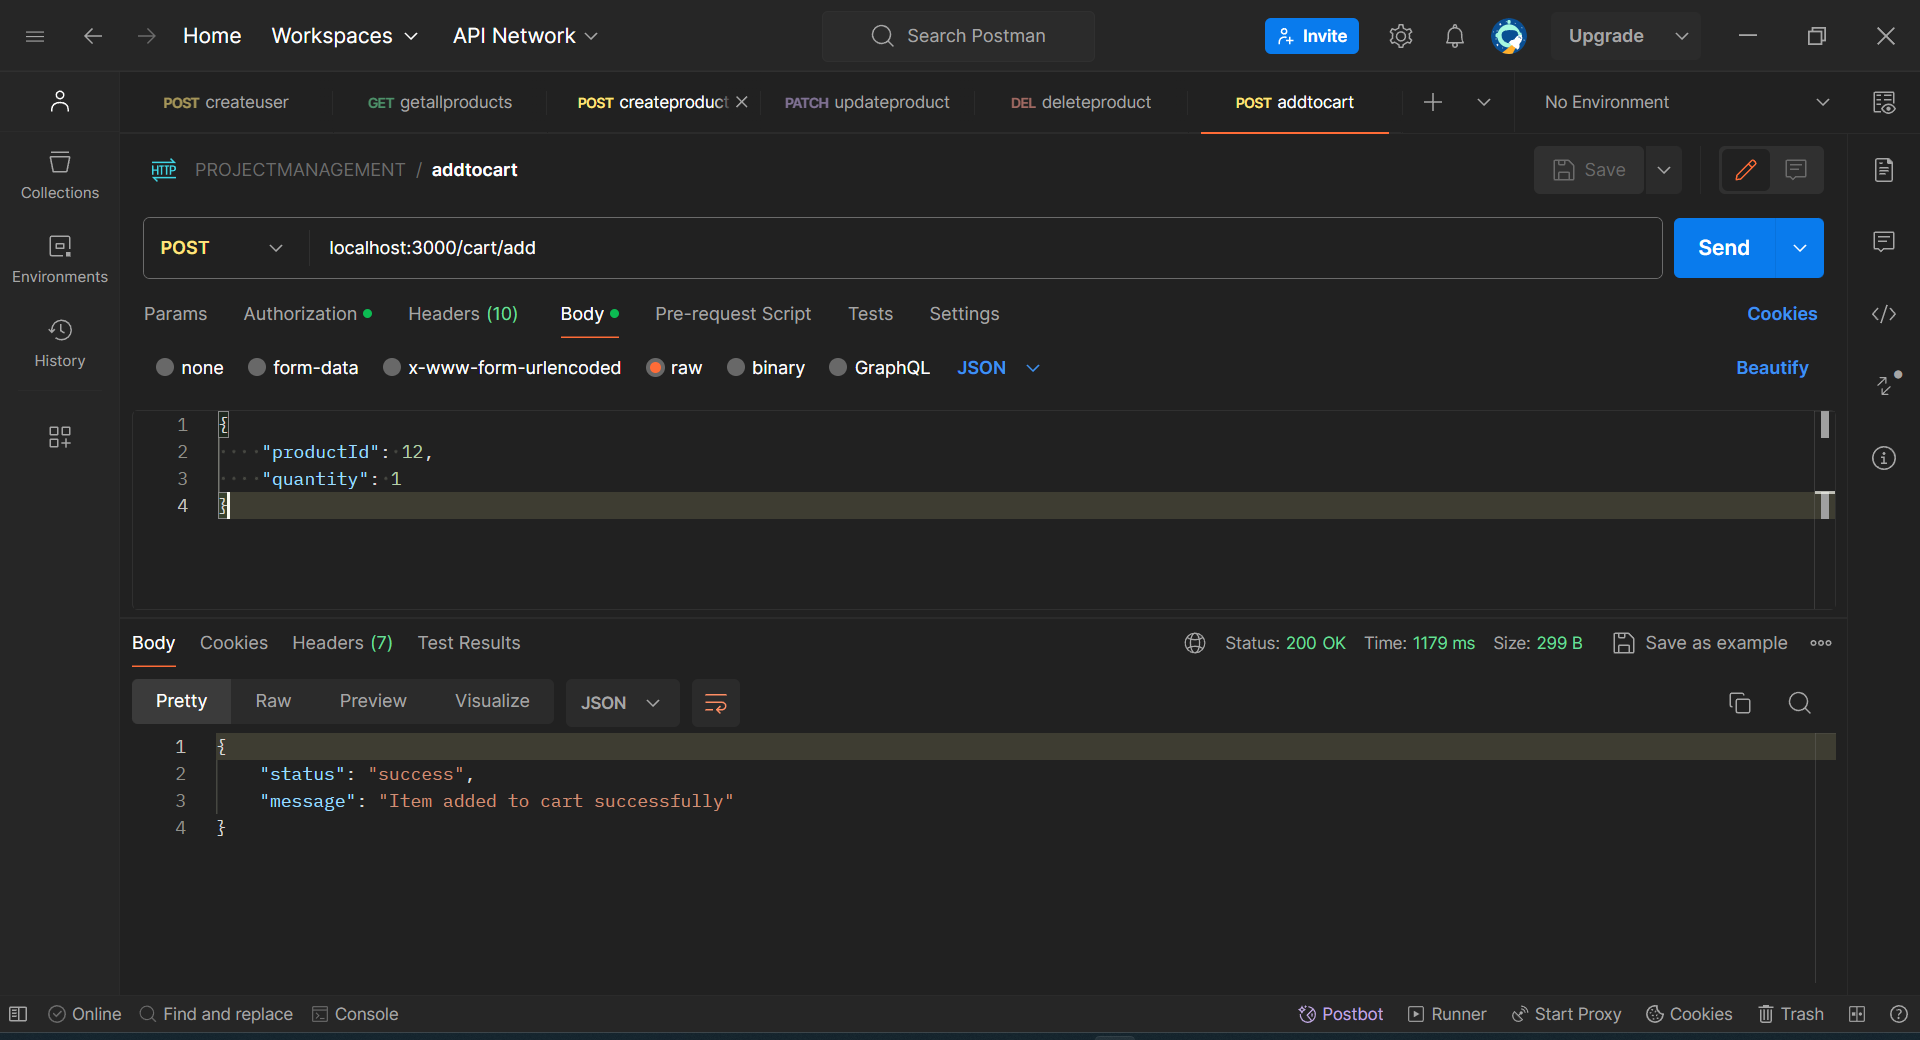 Home Workspaces API Network Search Postman Invite Upgrade
POST createuser GET getallproducts POST createproduct PATCH updateproduct DEL deleteproduct POST addtocart No Environment
HTTP PROJECTMANAGEMENT / addtocart Save
Collections
Environments
History
POST localhost:3000/cart/add Send
Params Authorization Headers (10) Body Pre-request Script Tests Settings Cookies
none form-data x-www-form-urlencoded raw binary GraphQL JSON Beautify
1 {
2 "productId": 12,
3 "quantity": 1
4 }
Body Cookies Headers (7) Test Results Status: 200 OK Time: 1179 ms Size: 299 B Save as example
Pretty Raw Preview Visualize JSON
1 {
2 "status": "success",
3 "message": "Item added to cart successfully"
4 }
Online Find and replace Console Postbot Runner Start Proxy Cookies Trash